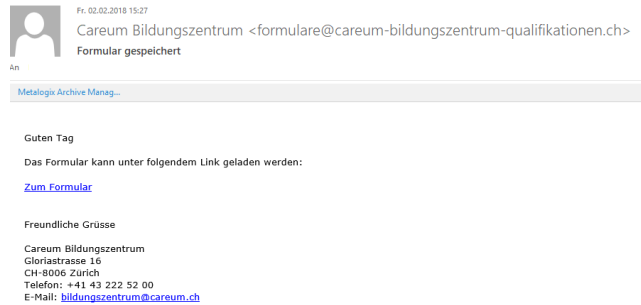 Fr. 02.02.2018 15:27
Careum Bildungszentrum <formulare@careum-bildungszentrum-qualifikationen.ch>
Formular gespeichert
An
Metalogix Archive Manag...
Guten Tag
Das Formular kann unter folgendem Link geladen werden:
Zum Formular
Freundliche Grüsse
Careum Bildungszentrum
Gloriastrasse 16
CH-8006 Zürich
Telefon: +41 43 222 52 00
E-Mail: bildungszentrum@careum.ch